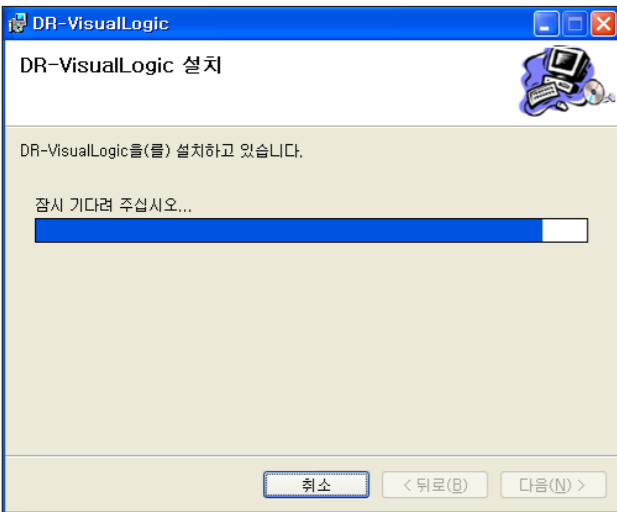 DR-VisualLogic
DR-VisualLogic 설치
DR-VisualLogic을(를) 설치하고 있습니다.
잠시 기다려 주십시오...
취소
< 뒤로(B)
다음(N) >